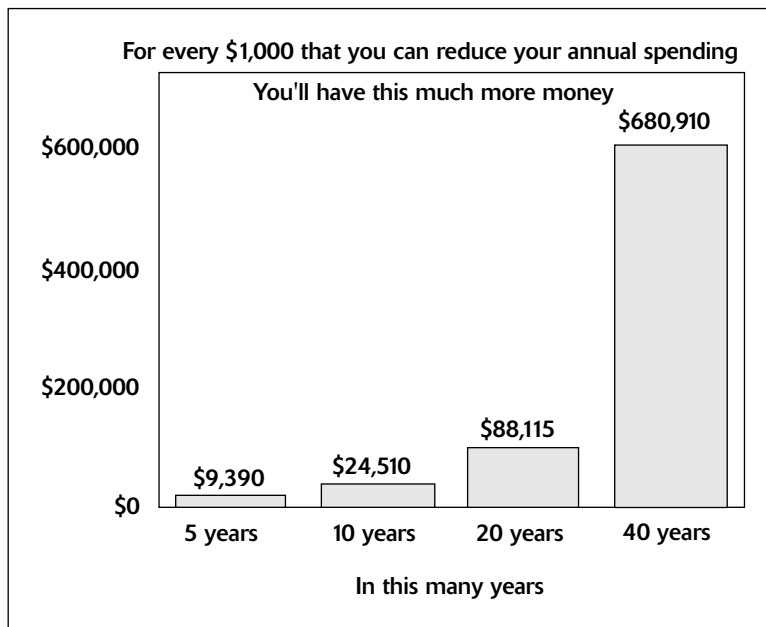 For every $1,000 that you can reduce your annual spending
You'll have this much more money
$680,910
$600,000
$400,000
$200,000
$88,115
$24,510
$9,390
$0
5 years
10 years
20 years
40 years
In this many years